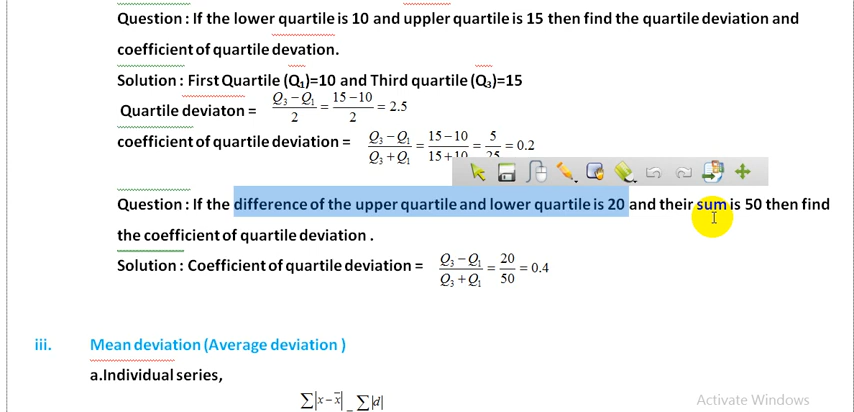 Question : If the lower quartile is 10 and uppler quartile is 15 then find the quartile deviation and
coefficient of quartile devation.
Solution : First Quartile (Q₁)=10 and Third quartile (Q₃)=15
Quartile deviaton = (Q₃ − Q₁)/2 = (15−10)/2 = 2.5
coefficient of quartile deviation = (Q₃ − Q₁)/(Q₃ + Q₁) = (15−10)/(15+10) = 5/25 = 0.2
Question : If the difference of the upper quartile and lower quartile is 20 and their sum is 50 then find
the coefficient of quartile deviation .
Solution : Coefficient of quartile deviation = (Q₃ − Q₁)/(Q₃ + Q₁) = 20/50 = 0.4
iii. Mean deviation (Average deviation )
a.Individual series,
∑|x − x̄| = ∑|d|
Activate Windows